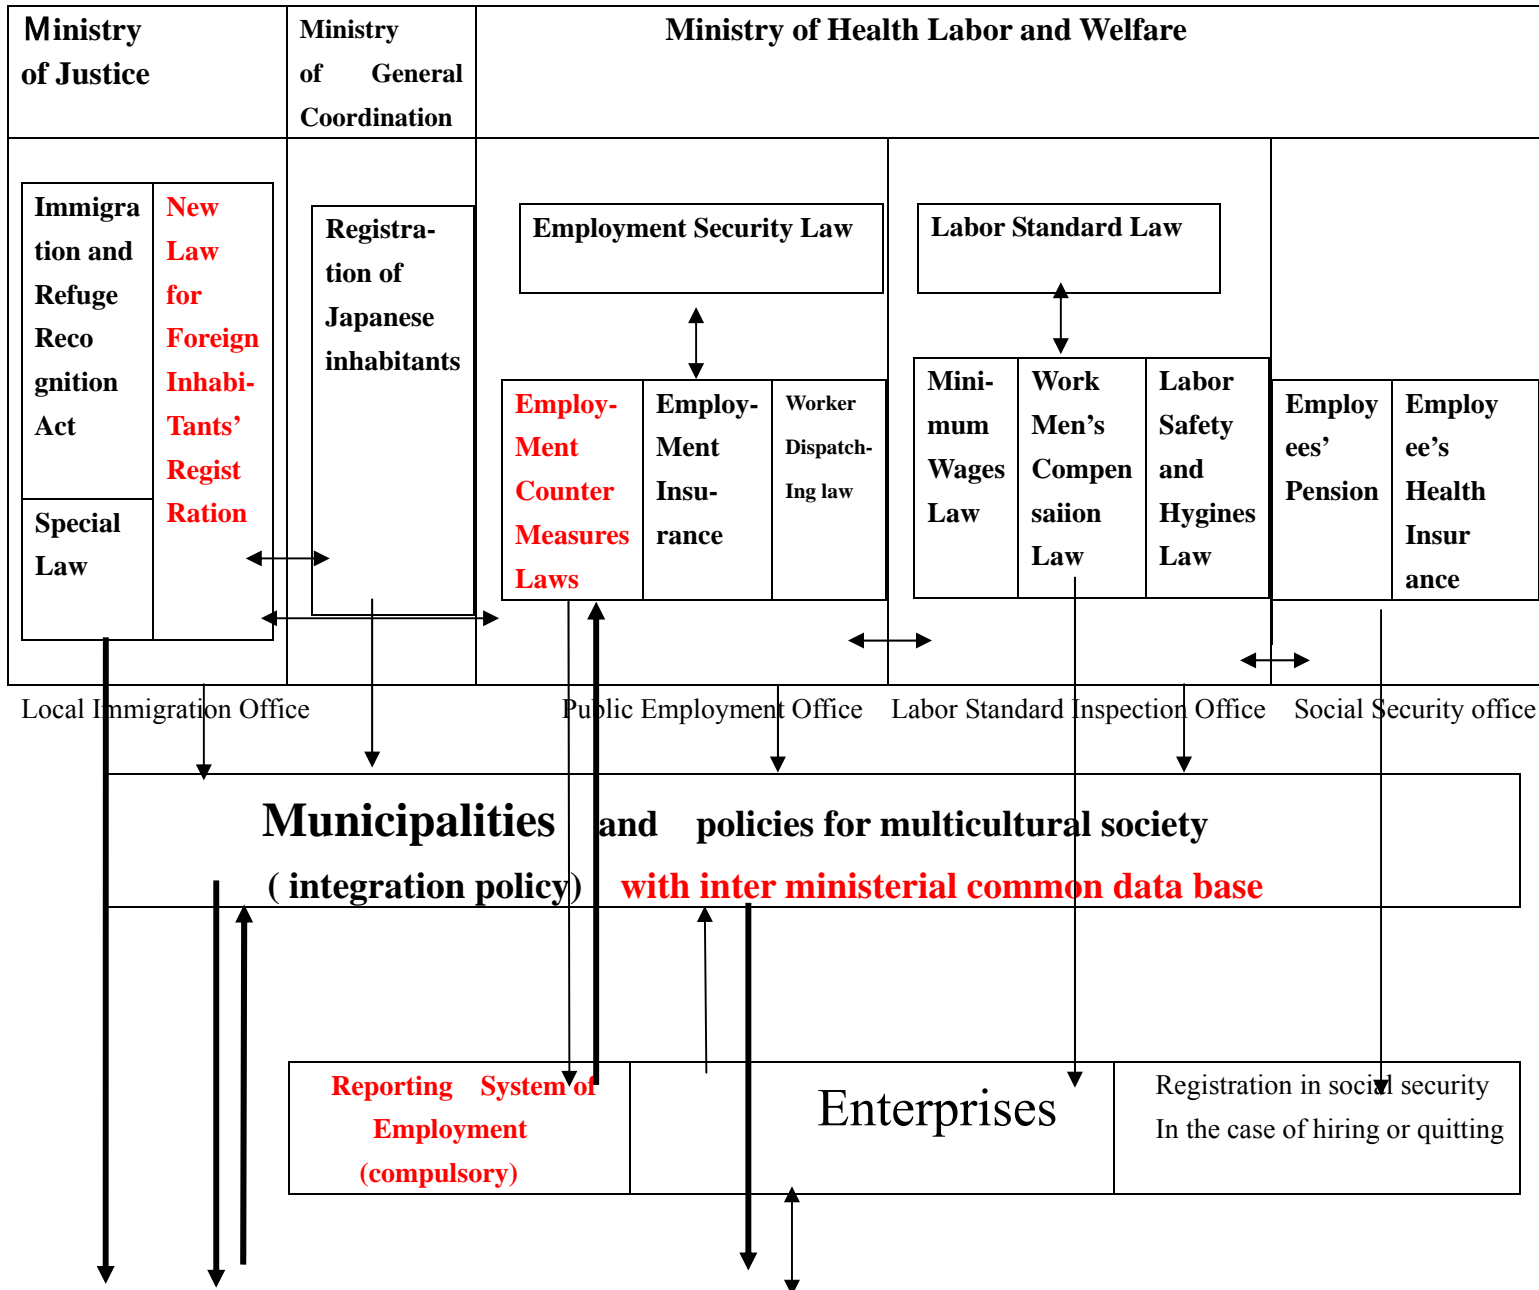 Ministry
of Justice
Ministry
of General
Coordination
Ministry of Health Labor and Welfare
Immigra
tion and
Refuge
Reco
gnition
Act
Special
Law
New
Law
for
Foreign
Inhabi-
Tants’
Regist
Ration
Registra-
tion of
Japanese
inhabitants
Employment Security Law
Employ-
Ment
Counter
Measures
Laws
Employ-
Ment
Insu-
rance
Worker
Dispatch-
Ing law
Labor Standard Law
Mini-
mum
Wages
Law
Work
Men’s
Compen
saiion
Law
Labor
Safety
and
Hygines
Law
Employ
ees’
Pension
Employ
ee’s
Health
Insur
ance
Local Immigration Office
Public Employment Office
Labor Standard Inspection Office
Social Security office
Municipalities and policies for multicultural society
( integration policy) with inter ministerial common data base
Reporting System of
Employment
(compulsory)
Enterprises
Registration in social security
In the case of hiring or quitting